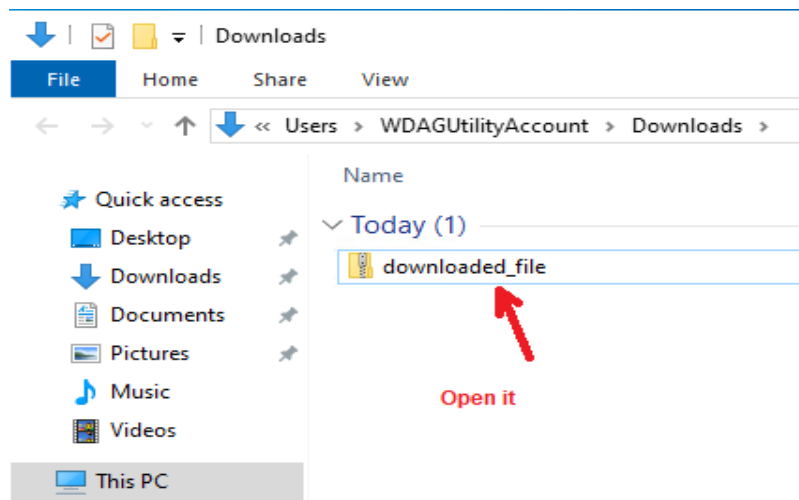 Downloads
File Home Share View
« Users > WDAGUtilityAccount > Downloads >
Name
Quick access
Today (1)
Desktop
downloaded_file
Downloads
Documents
Pictures
Music
Open it
Videos
This PC